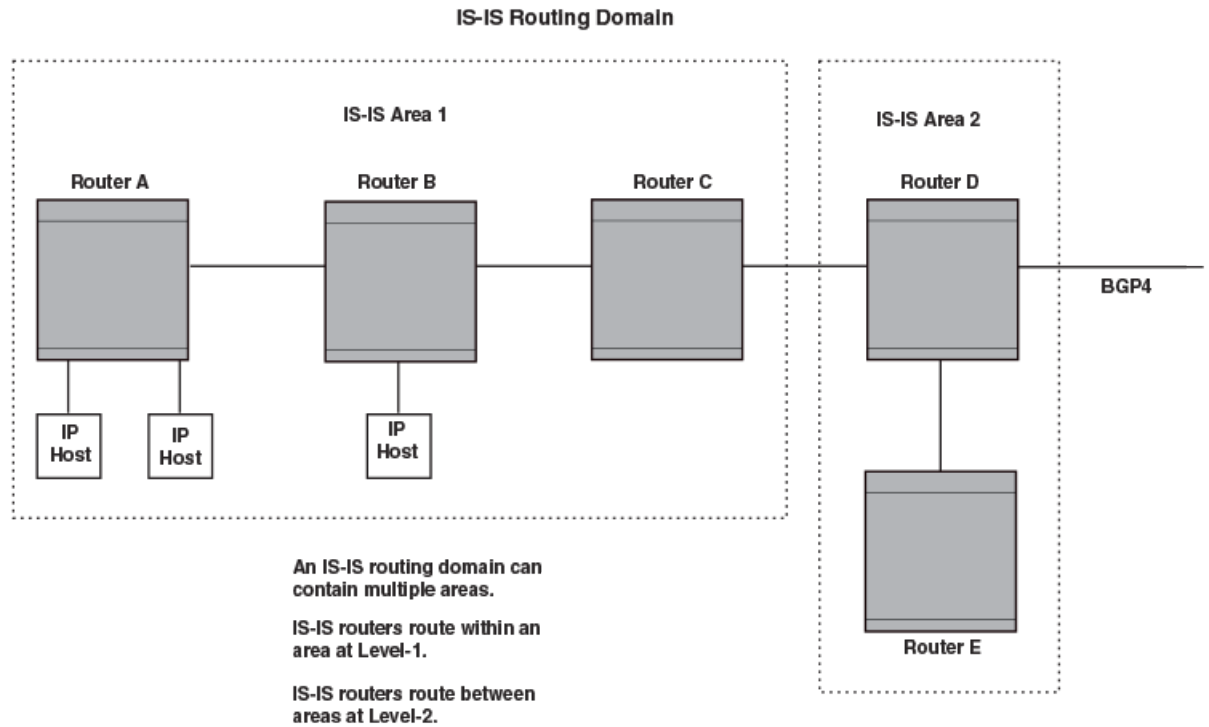 IS-IS Routing Domain
IS-IS Area 1
IS-IS Area 2
Router A
Router B
Router C
Router D
BGP4
IP
Host
IP
Host
IP
Host
Router E
An IS-IS routing domain can
contain multiple areas.
IS-IS routers route within an
area at Level-1.
IS-IS routers route between
areas at Level-2.